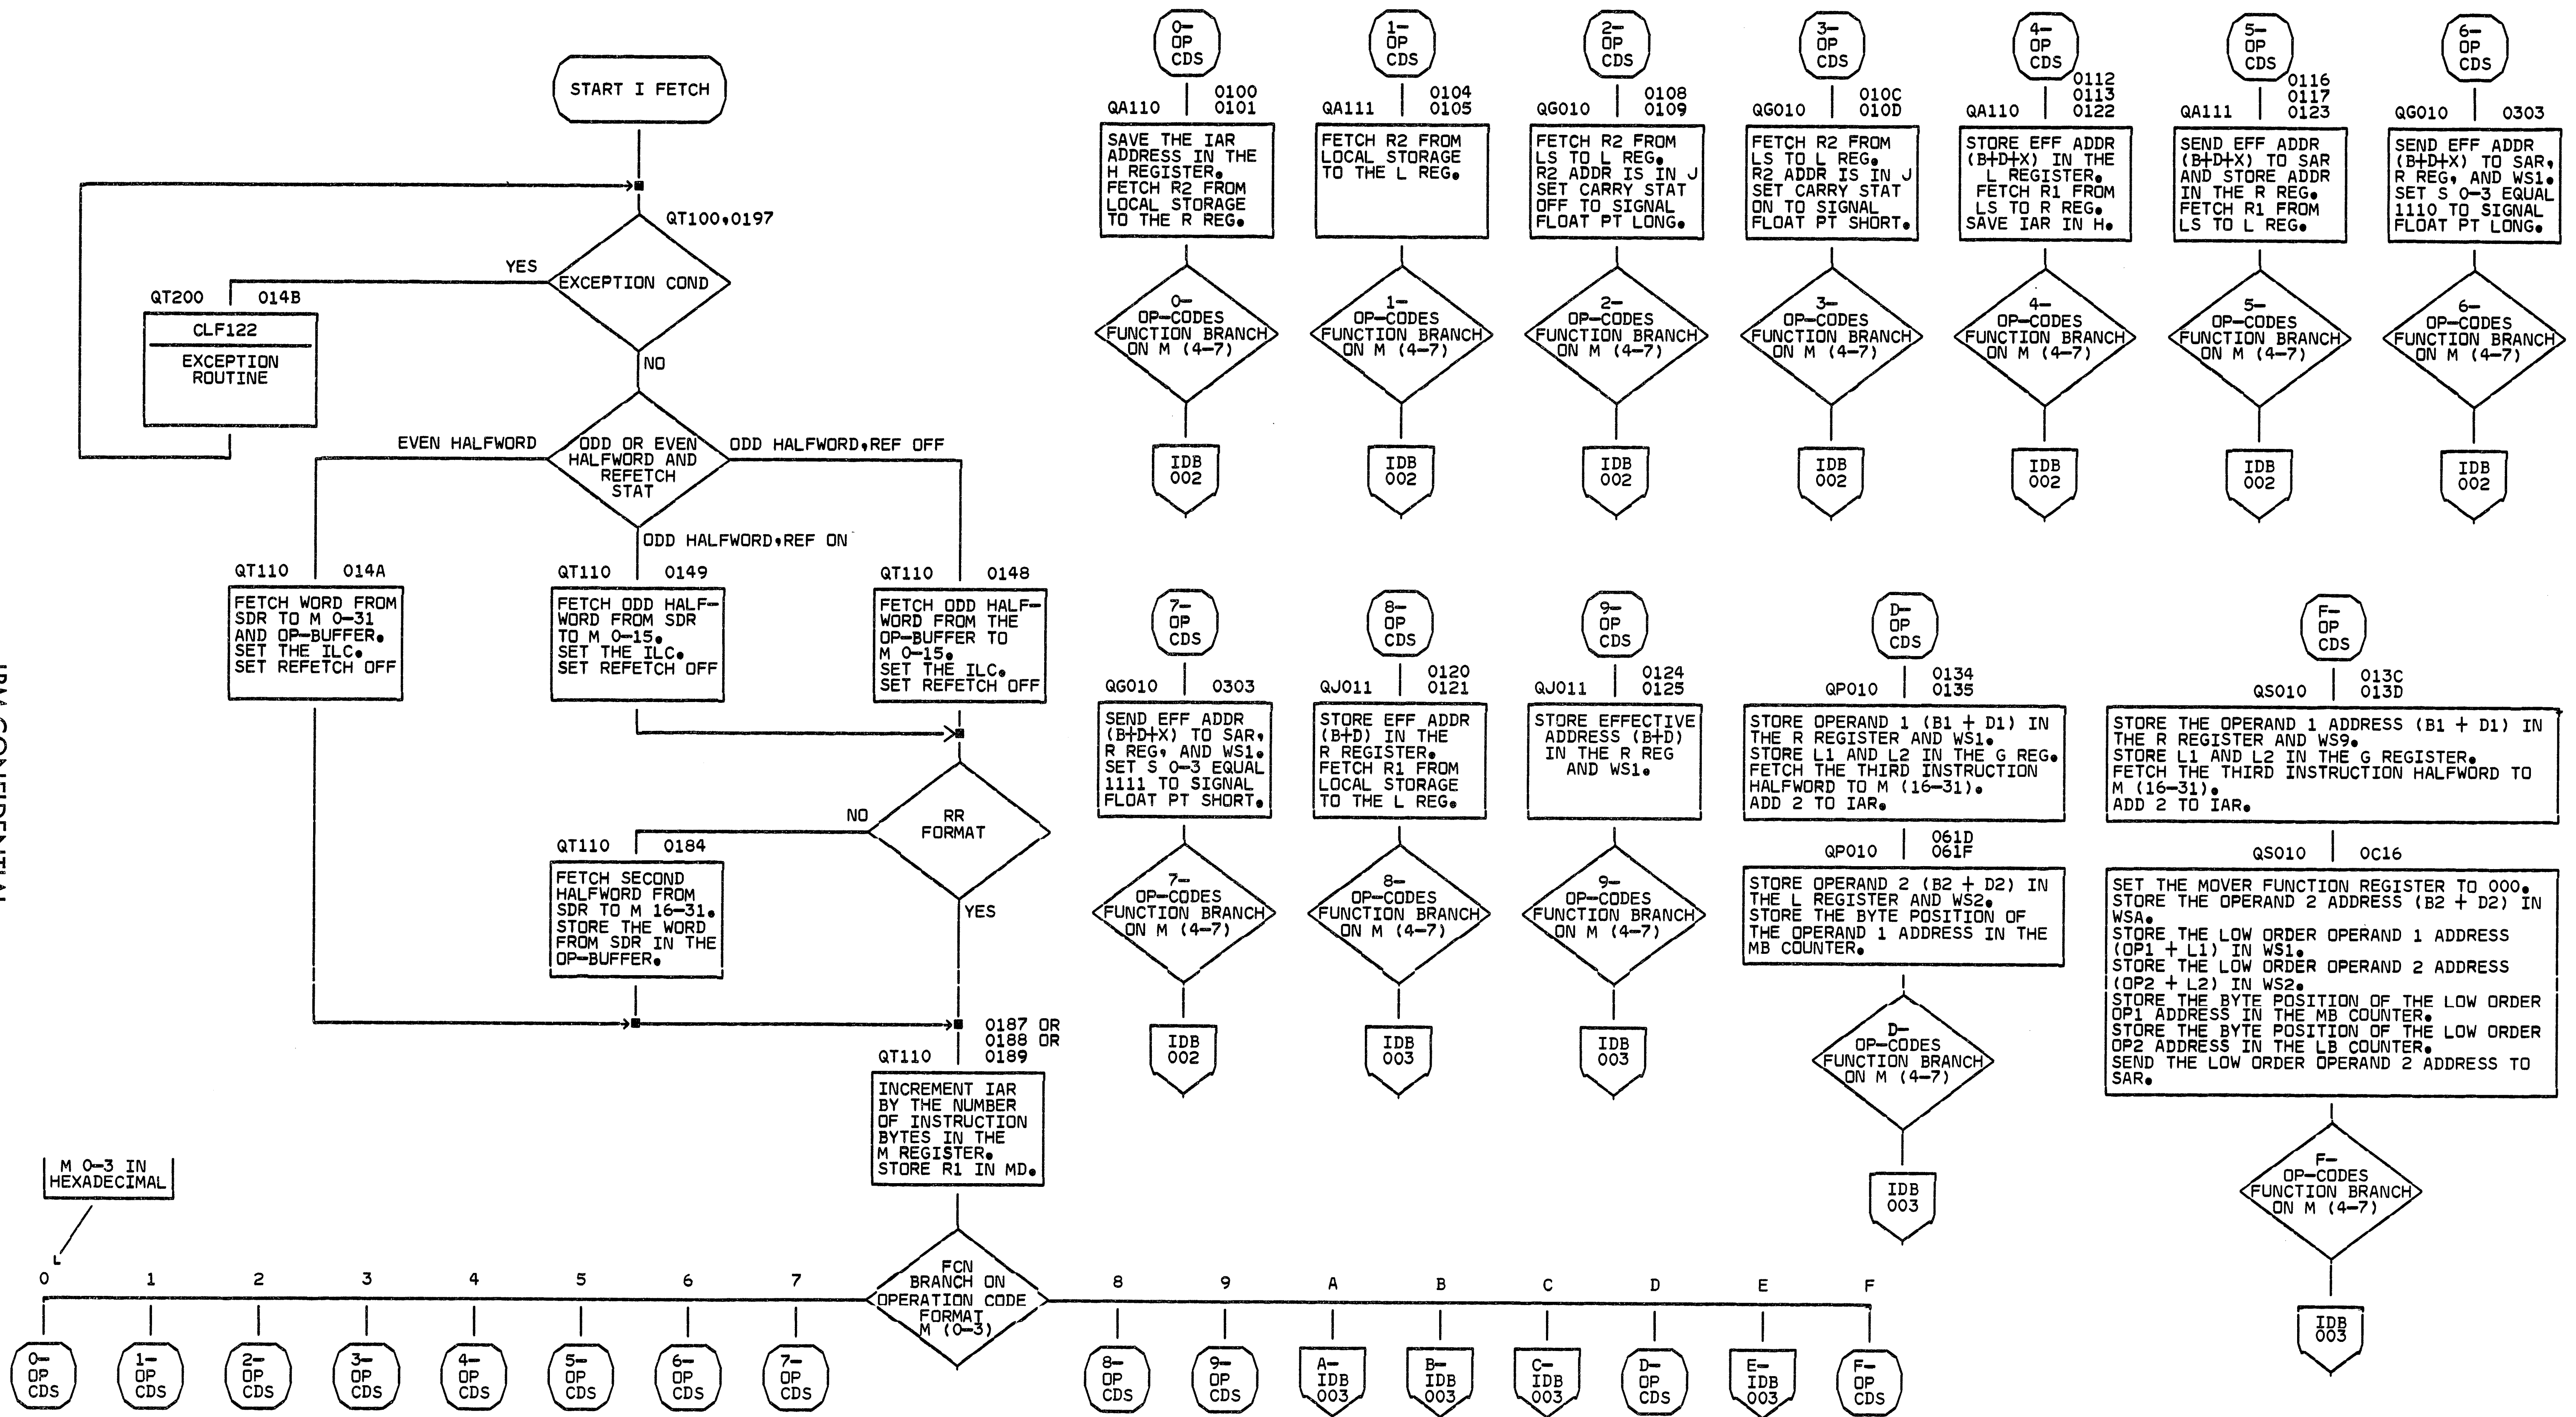 START I FETCH
QT100,0197
EXCEPTION COND
YES
NO
QT200 014B
CLF122
EXCEPTION
ROUTINE
ODD OR EVEN
HALFWORD AND
REFETCH
STAT
EVEN HALFWORD
ODD HALFWORD,REF OFF
ODD HALFWORD,REF ON
QT110 014A
FETCH WORD FROM
SDR TO M 0-31
AND OP-BUFFER.
SET THE ILC.
SET REFETCH OFF
QT110 0149
FETCH ODD HALF-
WORD FROM SDR
TO M 0-15.
SET THE ILC.
SET REFETCH OFF
QT110 0148
FETCH ODD HALF-
WORD FROM THE
OP-BUFFER TO
M 0-15.
SET THE ILC.
SET REFETCH OFF
RR
FORMAT
NO
YES
QT110 0184
FETCH SECOND
HALFWORD FROM
SDR TO M 16-31.
STORE THE WORD
FROM SDR IN THE
OP-BUFFER.
0187 OR
0188 OR
QT110 0189
INCREMENT IAR
BY THE NUMBER
OF INSTRUCTION
BYTES IN THE
M REGISTER.
STORE R1 IN MD.
M 0-3 IN
HEXADECIMAL
FCN
BRANCH ON
OPERATION CODE
FORMAT
M (0-3)
0 1 2 3 4 5 6 7 8 9 A B C D E F
0-
OP
CDS
1-
OP
CDS
2-
OP
CDS
3-
OP
CDS
4-
OP
CDS
5-
OP
CDS
6-
OP
CDS
7-
OP
CDS
8-
OP
CDS
9-
OP
CDS
A-
IDB
003
B-
IDB
003
C-
IDB
003
D-
OP
CDS
E-
IDB
003
F-
OP
CDS
0-
OP
CDS
0100
QA110 0101
SAVE THE IAR
ADDRESS IN THE
H REGISTER.
FETCH R2 FROM
LOCAL STORAGE
TO THE R REG.
0-
OP-CODES
FUNCTION BRANCH
ON M (4-7)
IDB
002
1-
OP
CDS
0104
QA111 0105
FETCH R2 FROM
LOCAL STORAGE
TO THE L REG.
1-
OP-CODES
FUNCTION BRANCH
ON M (4-7)
IDB
002
2-
OP
CDS
0108
QG010 0109
FETCH R2 FROM
LS TO L REG.
R2 ADDR IS IN J
SET CARRY STAT
OFF TO SIGNAL
FLOAT PT LONG.
2-
OP-CODES
FUNCTION BRANCH
ON M (4-7)
IDB
002
3-
OP
CDS
010C
QG010 010D
FETCH R2 FROM
LS TO L REG.
R2 ADDR IS IN J
SET CARRY STAT
ON TO SIGNAL
FLOAT PT SHORT.
3-
OP-CODES
FUNCTION BRANCH
ON M (4-7)
IDB
002
4-
OP
CDS
0112
0113
QA110 0122
STORE EFF ADDR
(B+D+X) IN THE
L REGISTER.
FETCH R1 FROM
LS TO R REG.
SAVE IAR IN H.
4-
OP-CODES
FUNCTION BRANCH
ON M (4-7)
IDB
002
5-
OP
CDS
0116
0117
QA111 0123
SEND EFF ADDR
(B+D+X) TO SAR
AND STORE ADDR
IN THE R REG.
FETCH R1 FROM
LS TO L REG.
5-
OP-CODES
FUNCTION BRANCH
ON M (4-7)
IDB
002
6-
OP
CDS
QG010 0303
SEND EFF ADDR
(B+D+X) TO SAR,
R REG, AND WS1.
SET S 0-3 EQUAL
1110 TO SIGNAL
FLOAT PT LONG.
6-
OP-CODES
FUNCTION BRANCH
ON M (4-7)
IDB
002
7-
OP
CDS
QG010 0303
SEND EFF ADDR
(B+D+X) TO SAR,
R REG, AND WS1.
SET S 0-3 EQUAL
1111 TO SIGNAL
FLOAT PT SHORT.
7-
OP-CODES
FUNCTION BRANCH
ON M (4-7)
IDB
002
8-
OP
CDS
0120
QJ011 0121
STORE EFF ADDR
(B+D) IN THE
R REGISTER.
FETCH R1 FROM
LOCAL STORAGE
TO THE L REG.
8-
OP-CODES
FUNCTION BRANCH
ON M (4-7)
IDB
003
9-
OP
CDS
0124
QJ011 0125
STORE EFFECTIVE
ADDRESS (B+D)
IN THE R REG
AND WS1.
9-
OP-CODES
FUNCTION BRANCH
ON M (4-7)
IDB
003
D-
OP
CDS
0134
QP010 0135
STORE OPERAND 1 (B1 + D1) IN
THE R REGISTER AND WS1.
STORE L1 AND L2 IN THE G REG.
FETCH THE THIRD INSTRUCTION
HALFWORD TO M (16-31).
ADD 2 TO IAR.
061D
QP010 061F
STORE OPERAND 2 (B2 + D2) IN
THE L REGISTER AND WS2.
STORE THE BYTE POSITION OF
THE OPERAND 1 ADDRESS IN THE
MB COUNTER.
D-
OP-CODES
FUNCTION BRANCH
ON M (4-7)
IDB
003
F-
OP
CDS
013C
QS010 013D
STORE THE OPERAND 1 ADDRESS (B1 + D1) IN
THE R REGISTER AND WS9.
STORE L1 AND L2 IN THE G REGISTER.
FETCH THE THIRD INSTRUCTION HALFWORD TO
M (16-31).
ADD 2 TO IAR.
QS010 0C16
SET THE MOVER FUNCTION REGISTER TO 000.
STORE THE OPERAND 2 ADDRESS (B2 + D2) IN
WSA.
STORE THE LOW ORDER OPERAND 1 ADDRESS
(OP1 + L1) IN WS1.
STORE THE LOW ORDER OPERAND 2 ADDRESS
(OP2 + L2) IN WS2.
STORE THE BYTE POSITION OF THE LOW ORDER
OP1 ADDRESS IN THE MB COUNTER.
STORE THE BYTE POSITION OF THE LOW ORDER
OP2 ADDRESS IN THE LB COUNTER.
SEND THE LOW ORDER OPERAND 2 ADDRESS TO
SAR.
F-
OP-CODES
FUNCTION BRANCH
ON M (4-7)
IDB
003